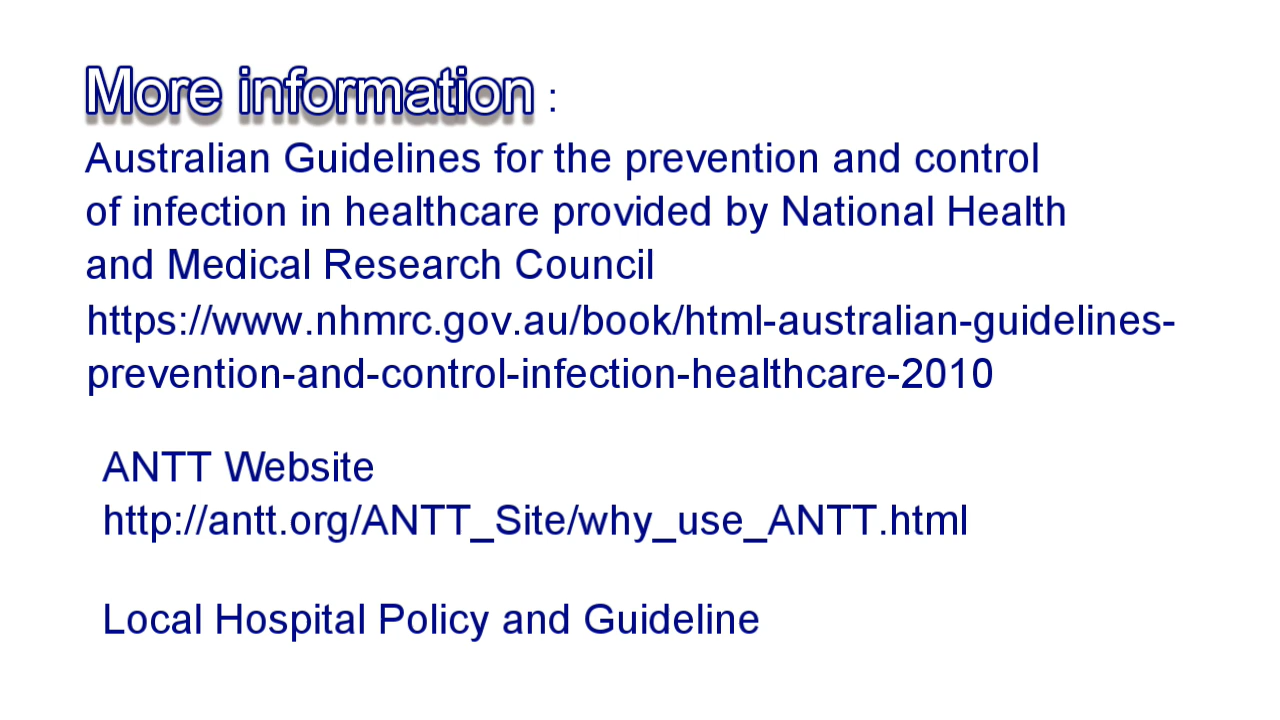 More information :
Australian Guidelines for the prevention and control
of infection in healthcare provided by National Health
and Medical Research Council
https://www.nhmrc.gov.au/book/html-australian-guidelines-
prevention-and-control-infection-healthcare-2010
ANTT Website
http://antt.org/ANTT_Site/why_use_ANTT.html
Local Hospital Policy and Guideline